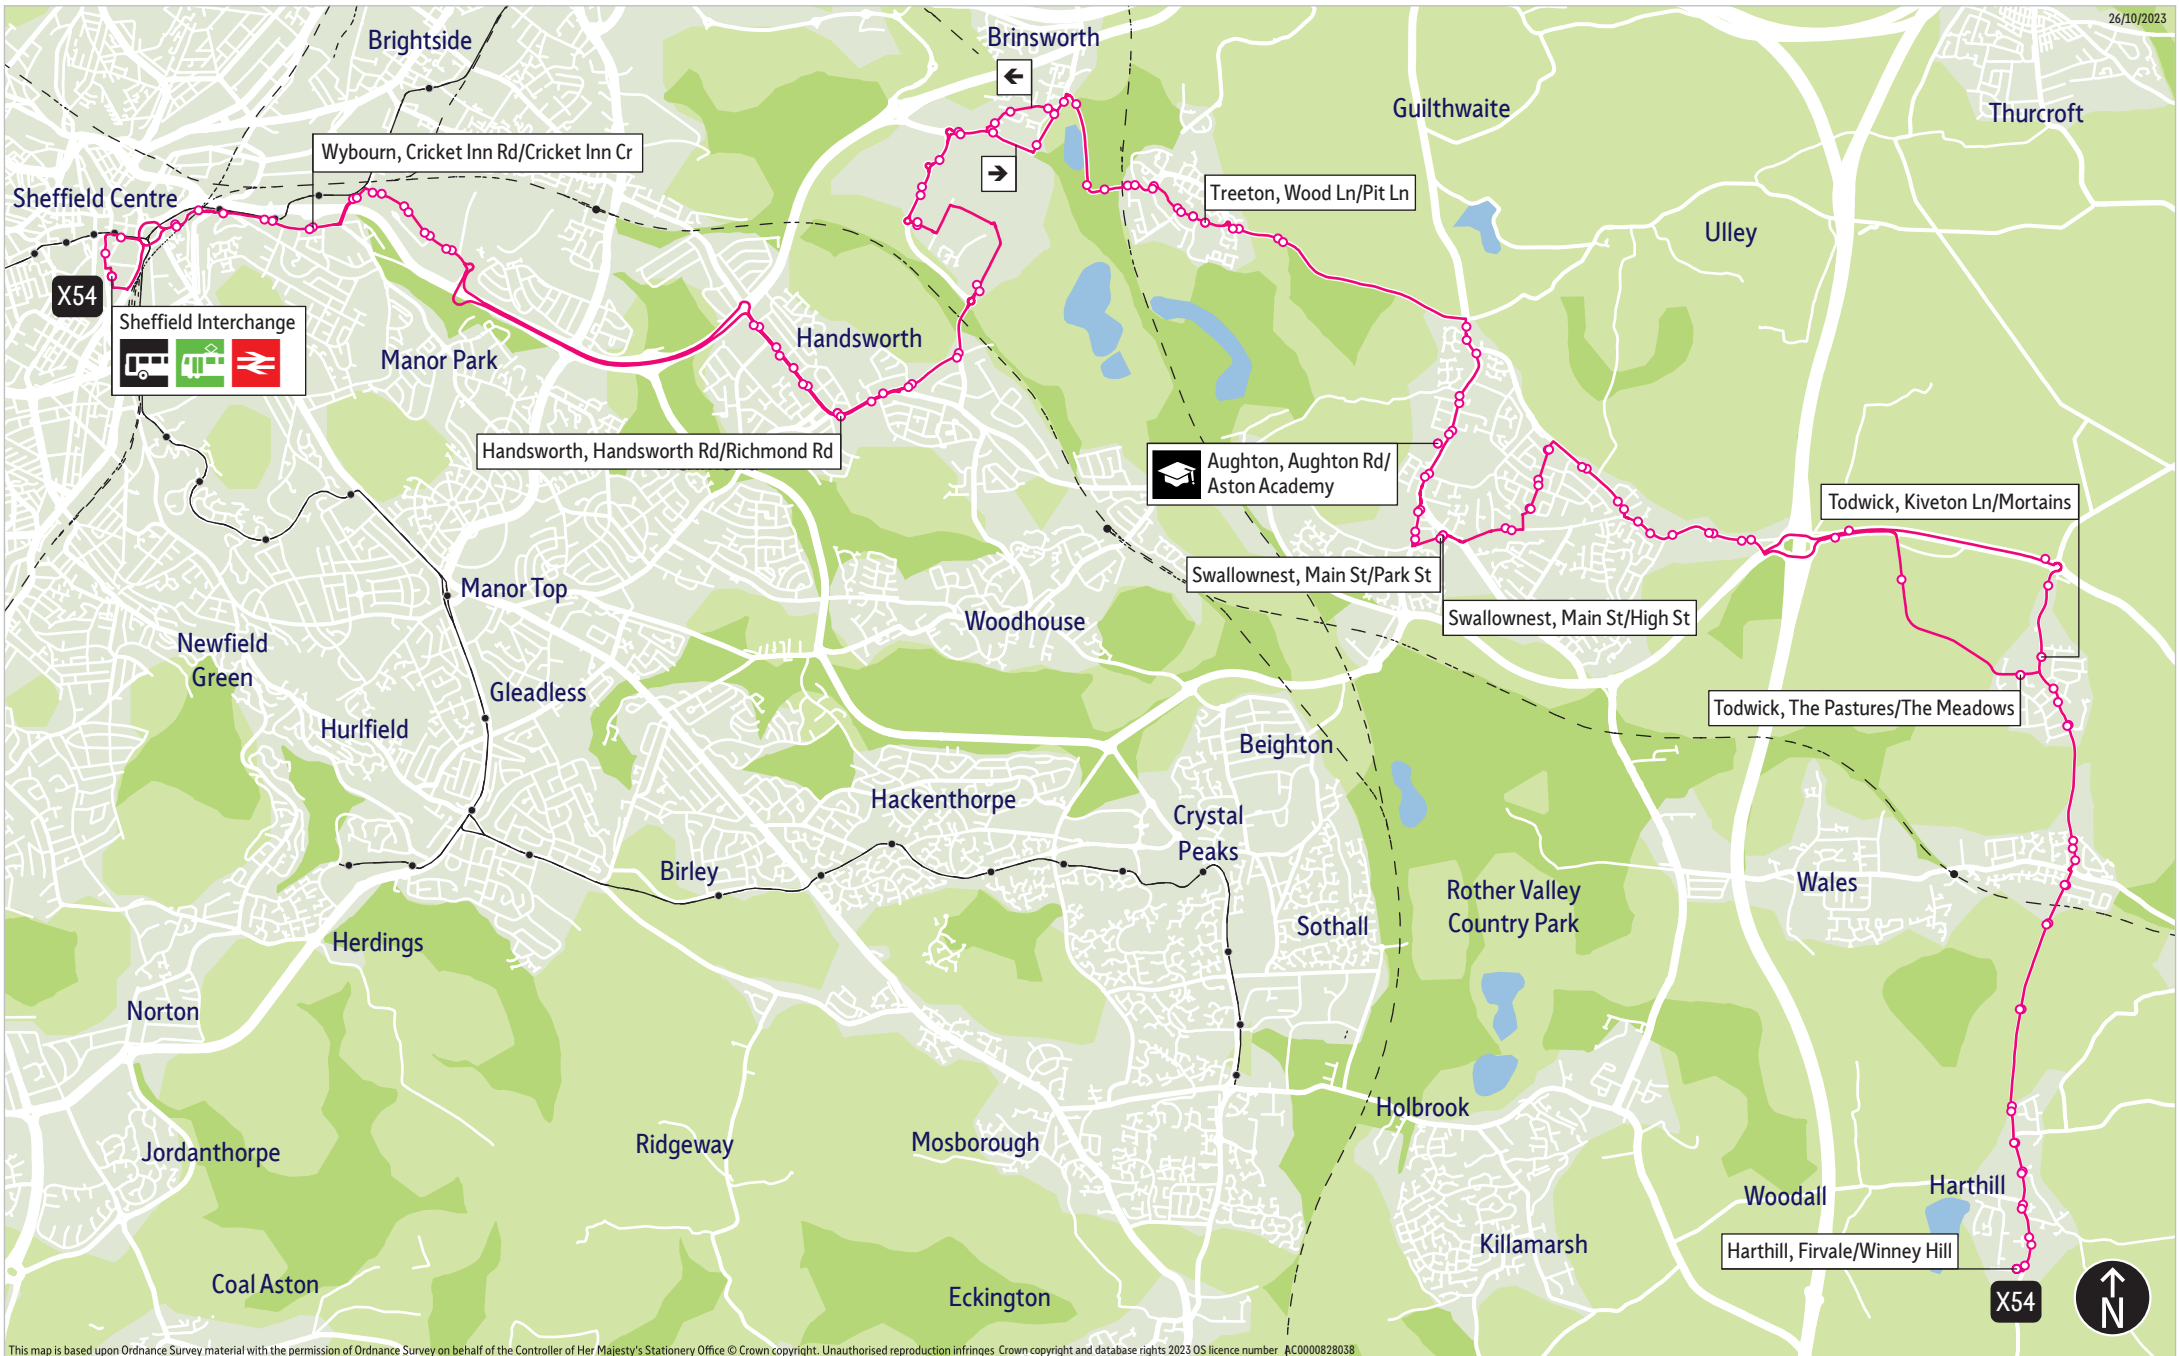 26/10/2023
Brightside
Brinsworth
Guilthwaite
Thurcroft
Wybourn, Cricket Inn Rd/Cricket Inn Cr
Sheffield Centre
Treeton, Wood Ln/Pit Ln
Ulley
X54
Sheffield Interchange
Manor Park
Handsworth
Handsworth, Handsworth Rd/Richmond Rd
Aughton, Aughton Rd/
Aston Academy
Todwick, Kiveton Ln/Mortains
Swallownest, Main St/Park St
Swallownest, Main St/High St
Manor Top
Woodhouse
Newfield
Green
Gleadless
Hurlfield
Todwick, The Pastures/The Meadows
Beighton
Hackenthorpe
Crystal
Peaks
Birley
Wales
Rother Valley
Country Park
Sothall
Herdings
Norton
Holbrook
Jordanthorpe
Ridgeway
Mosborough
Woodall
Harthill
Killamarsh
Harthill, Firvale/Winney Hill
Coal Aston
Eckington
X54
N
This map is based upon Ordnance Survey material with the permission of Ordnance Survey on behalf of the Controller of Her Majesty's Stationery Office © Crown copyright. Unauthorised reproduction infringes Crown copyright and database rights 2023 OS licence number AC0000828038